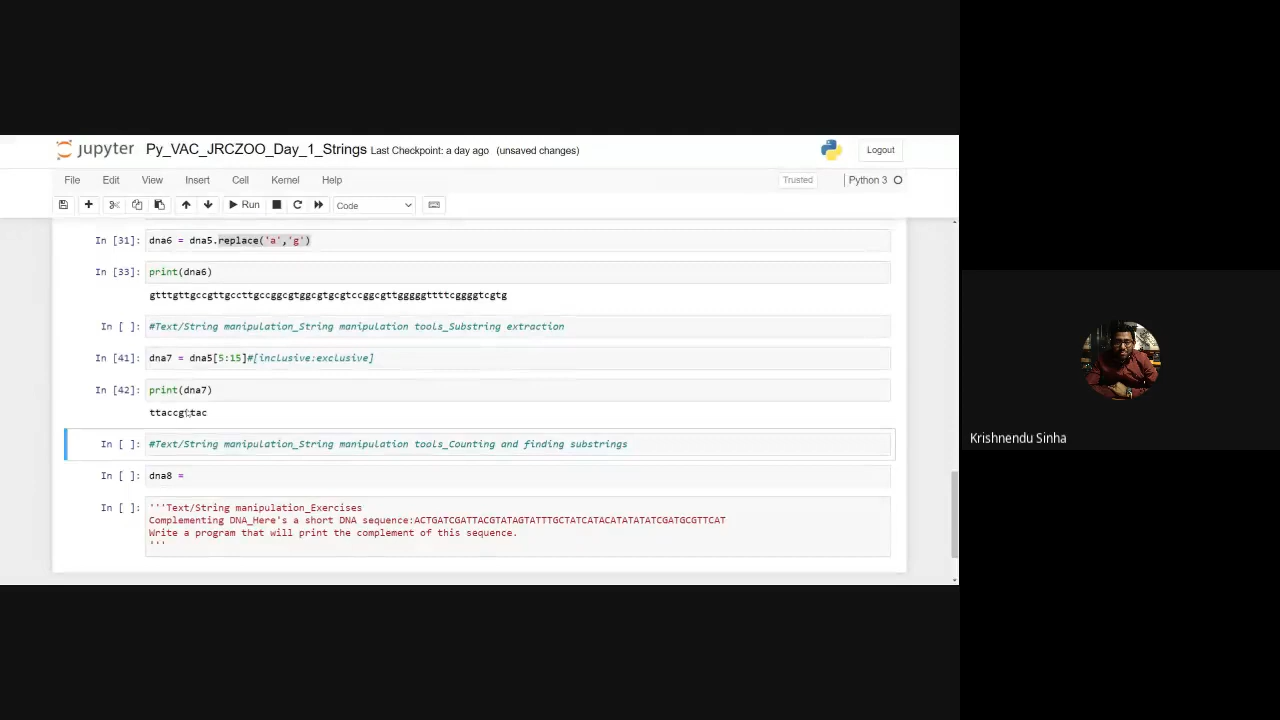 jupyter Py_VAC_JRCZOO_Day_1_Strings Last Checkpoint: a day ago (unsaved changes) Logout
File Edit View Insert Cell Kernel Help Trusted Python 3
Run Code
In [31]: dna6 = dna5.replace('a','g')
In [33]: print(dna6)
gtttgttgccgttgccttgccggcgtggcgtgcgtccggcgttgggggttttcggggtcgtg
In [ ]: #Text/String manipulation_String manipulation tools_Substring extraction
In [41]: dna7 = dna5[5:15]#[inclusive:exclusive]
In [42]: print(dna7)
ttaccgttac
In [ ]: #Text/String manipulation_String manipulation tools_Counting and finding substrings
In [ ]: dna8 =
In [ ]: '''Text/String manipulation_Exercises
Complementing DNA_Here's a short DNA sequence:ACTGATCGATTACGTATAGTATTTGCTATCATACATATATATCGATGCGTTCAT
Write a program that will print the complement of this sequence.
'''
Krishnendu Sinha